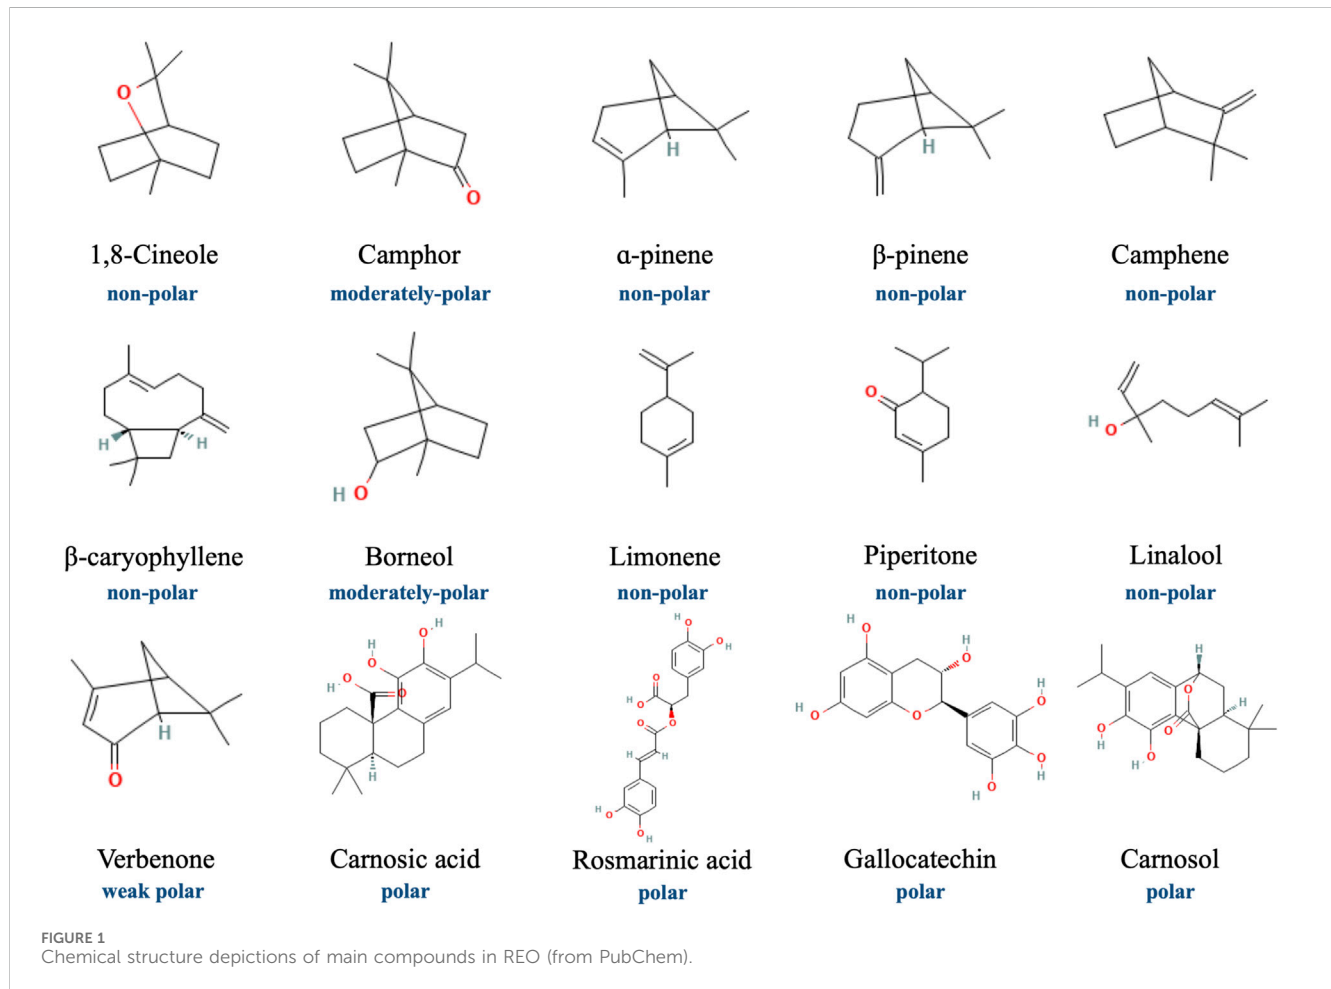 1,8-Cineole
non-polar
Camphor
moderately-polar
α-pinene
non-polar
β-pinene
non-polar
Camphene
non-polar
β-caryophyllene
non-polar
Borneol
moderately-polar
Limonene
non-polar
Piperitone
non-polar
Linalool
non-polar
Verbenone
weak polar
Carnosic acid
polar
Rosmarinic acid
polar
Gallocatechin
polar
Carnosol
polar
FIGURE 1
Chemical structure depictions of main compounds in REO (from PubChem).